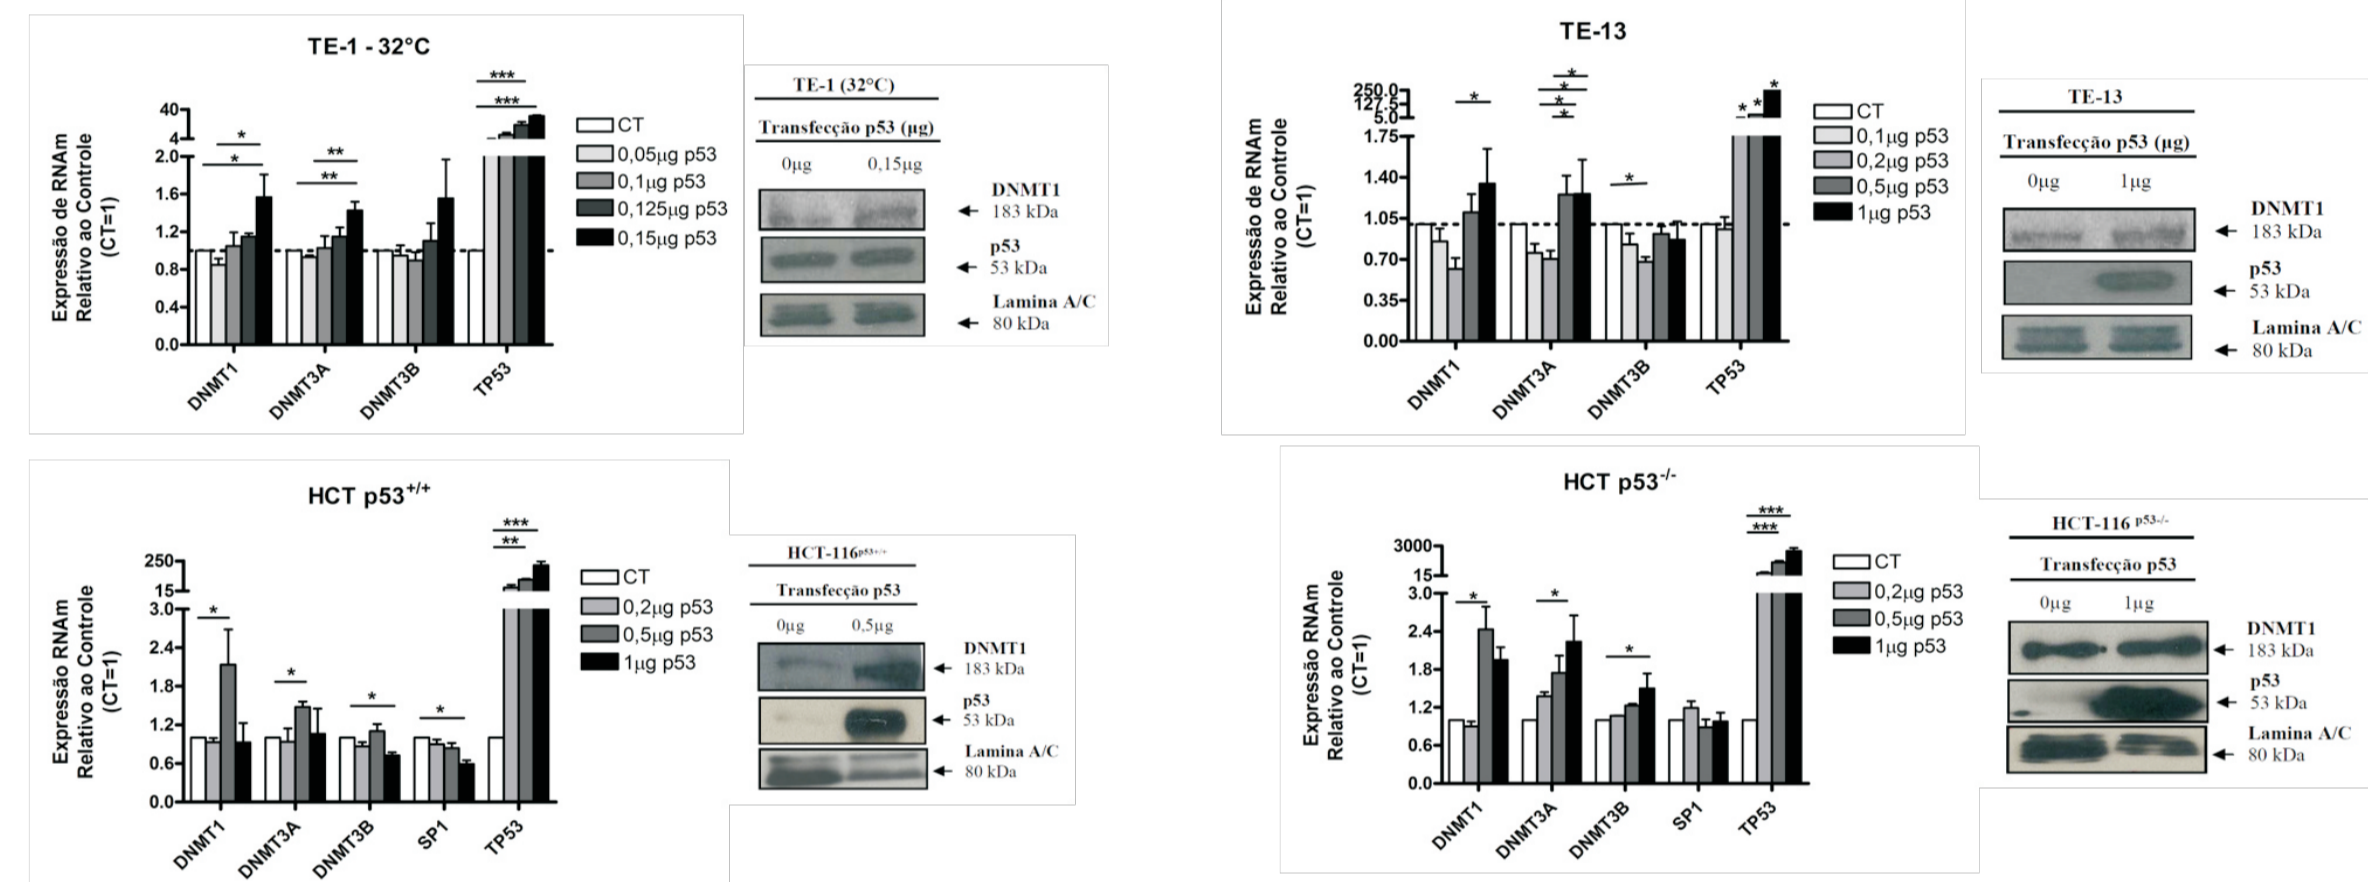 TE-1 - 32°C
***
***
*
*
**
**
40
4
2.0
1.6
1.2
0.8
0.4
0.0
Expressão de RNAm
Relativo ao Controle
(CT=1)
DNMT1
DNMT3A
DNMT3B
TP53
CT
0,05µg p53
0,1µg p53
0,125µg p53
0,15µg p53
TE-1 (32°C)
Transfecção p53 (µg)
0µg 0,15µg
DNMT1
183 kDa
p53
53 kDa
Lamina A/C
80 kDa
TE-13
*
*
*
*
*
*
* * *
250.0
127.5
5.0
1.75
1.40
1.05
0.70
0.35
0.00
Expressão de RNAm
Relativo ao Controle
(CT=1)
DNMT1
DNMT3A
DNMT3B
TP53
CT
0,1µg p53
0,2µg p53
0,5µg p53
1µg p53
TE-13
Transfecção p53 (µg)
0µg 1µg
DNMT1
183 kDa
p53
53 kDa
Lamina A/C
80 kDa
HCT p53+/+
***
**
*
*
*
*
250
15
3.0
2.4
1.8
1.2
0.6
0.0
Expressão RNAm
Relativo ao Controle
(CT=1)
DNMT1
DNMT3A
DNMT3B
SP1
TP53
CT
0,2µg p53
0,5µg p53
1µg p53
HCT-116p53+/+
Transfecção p53
0µg 0,5µg
DNMT1
183 kDa
p53
53 kDa
Lamina A/C
80 kDa
HCT p53-/-
***
***
*
*
*
3000
15
3.0
2.4
1.8
1.2
0.6
0.0
Expressão RNAm
Relativo ao Controle
(CT=1)
DNMT1
DNMT3A
DNMT3B
SP1
TP53
CT
0,2µg p53
0,5µg p53
1µg p53
HCT-116 p53-/-
Transfecção p53
0µg 1µg
DNMT1
183 kDa
p53
53 kDa
Lamina A/C
80 kDa